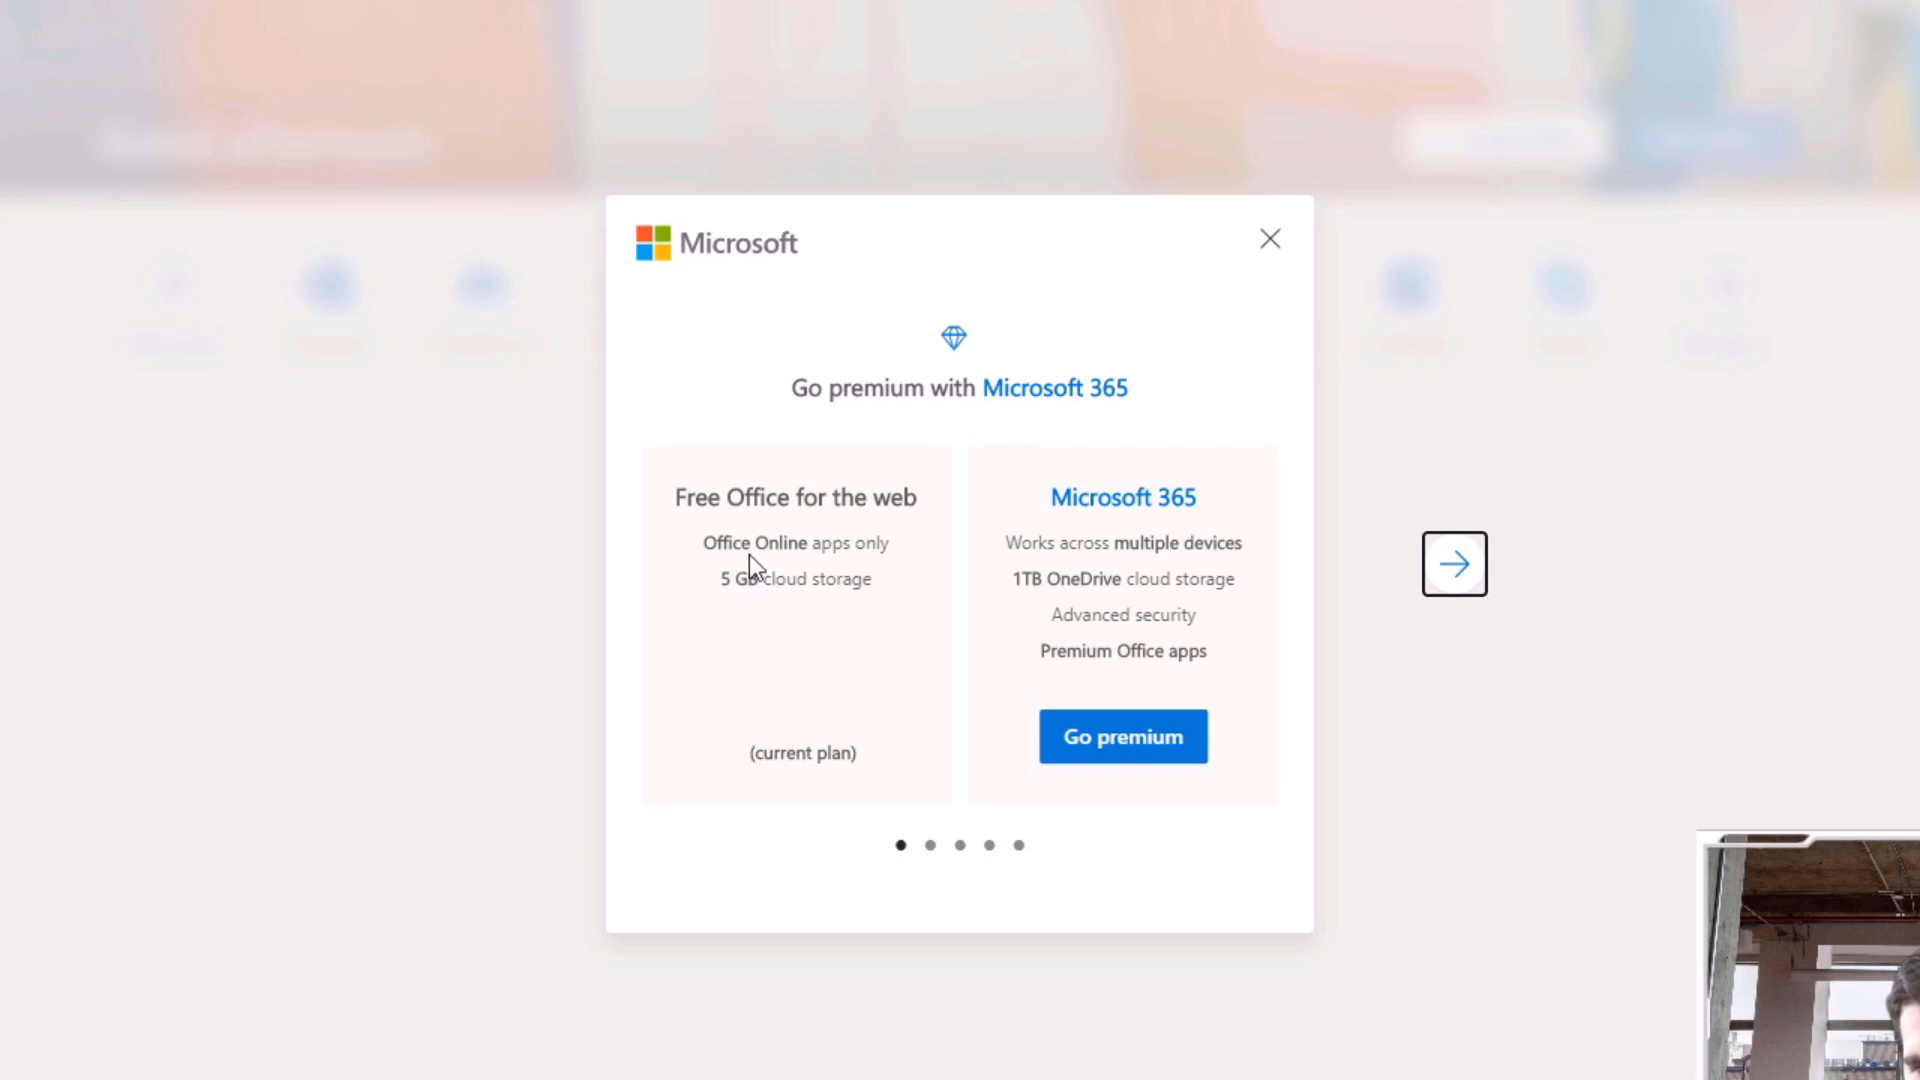 Microsoft
Go premium with Microsoft 365
Free Office for the web
Office Online apps only
5 GB cloud storage
(current plan)
Microsoft 365
Works across multiple devices
1TB OneDrive cloud storage
Advanced security
Premium Office apps
Go premium